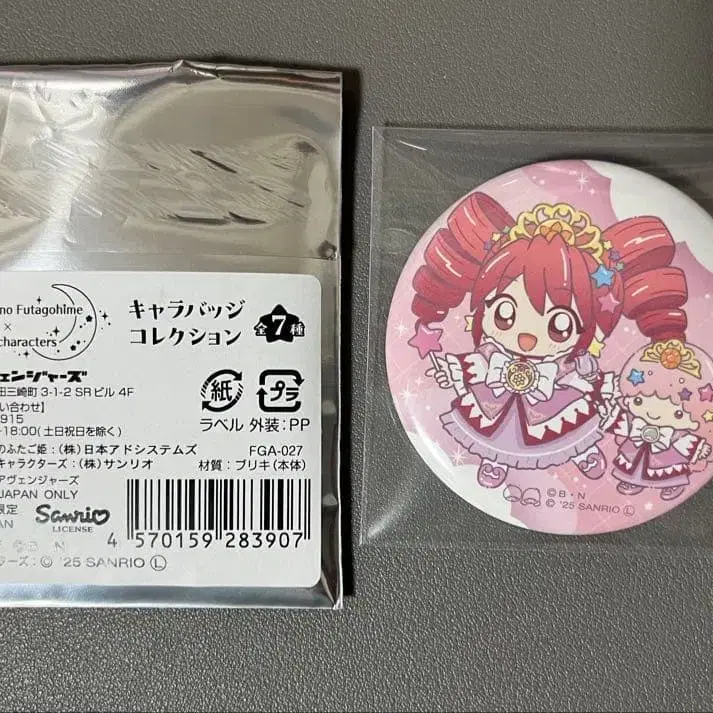 no Futagohime
×
characters
キャラバッジ
コレクション
全7種
ェンジャーズ
田三崎町 3-1-2 SRビル 4F
い合わせ】
915
-18:00(土日祝日を除く)
紙
ラベル
プラ
外装:PP
のふたご姫:(株)日本アドシステムズ
FGA-027
キャラクターズ:(株)サンリオ
材質:ブリキ(本体)
アヴェンジャーズ
JAPAN ONLY
限定
AN
Sanrio
LICENSE
B・N
ラーズ:© '25 SANRIO Ⓛ
4 570159 283907
©B・N
© '25 SANRIO Ⓛ